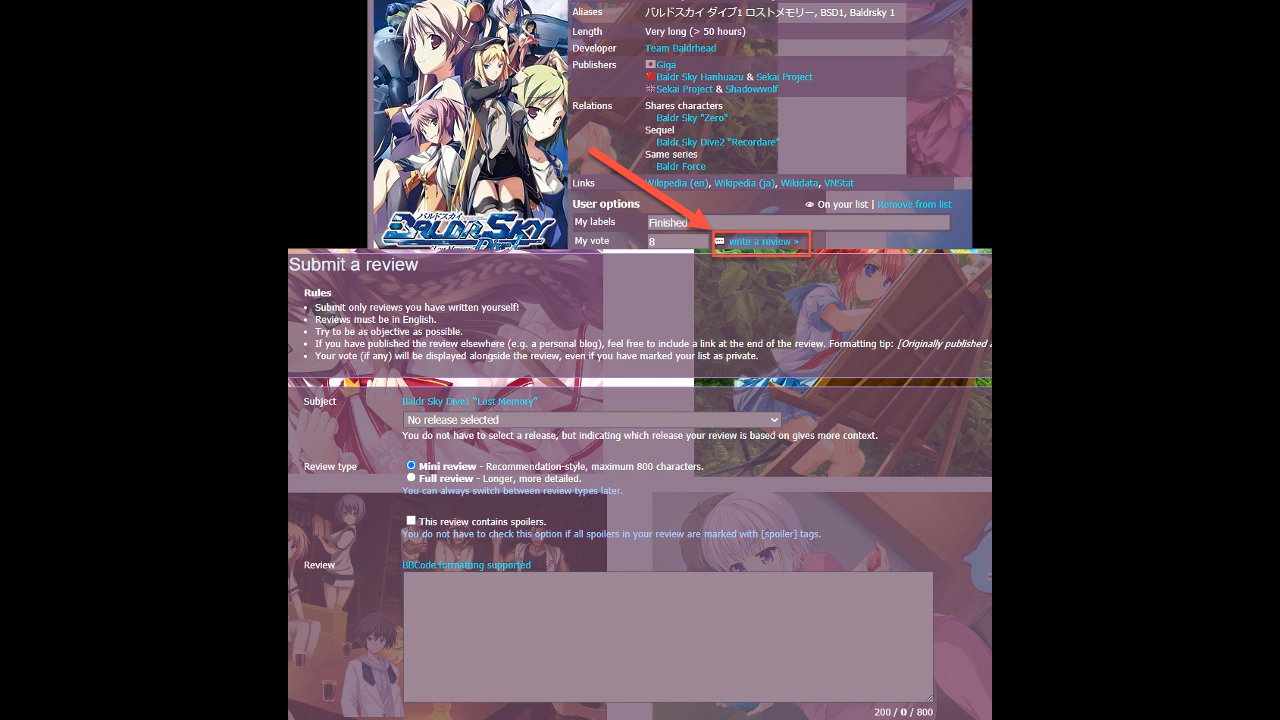 Aliases バルドスカイ ダイブ1 ロストメモリー, BSD1, Baldrsky 1
Length Very long (> 50 hours)
Developer Team Baldrhead
Publishers Giga
Baldr Sky Hanhuazu & Sekai Project
Sekai Project & Shadowwolf
Relations Shares characters
Baldr Sky "Zero"
Sequel
Baldr Sky Dive2 "Recordare"
Same series
Baldr Force
Links Wikipedia (en), Wikipedia (ja), Wikidata, VNStat
User options On your list | Remove from list
My labels Finished
My vote 8 write a review »
バルドスカイ
BALDR SKY
Submit a review
Rules
• Submit only reviews you have written yourself!
• Reviews must be in English.
• Try to be as objective as possible.
• If you have published the review elsewhere (e.g. a personal blog), feel free to include a link at the end of the review. Formatting tip: [Originally published a
• Your vote (if any) will be displayed alongside the review, even if you have marked your list as private.
Subject Baldr Sky Dive1 "Lost Memory"
No release selected
You do not have to select a release, but indicating which release your review is based on gives more context.
Review type Mini review - Recommendation-style, maximum 800 characters.
Full review - Longer, more detailed.
You can always switch between review types later.
This review contains spoilers.
You do not have to check this option if all spoilers in your review are marked with [spoiler] tags.
Review BBCode formatting supported
200 / 0 / 800